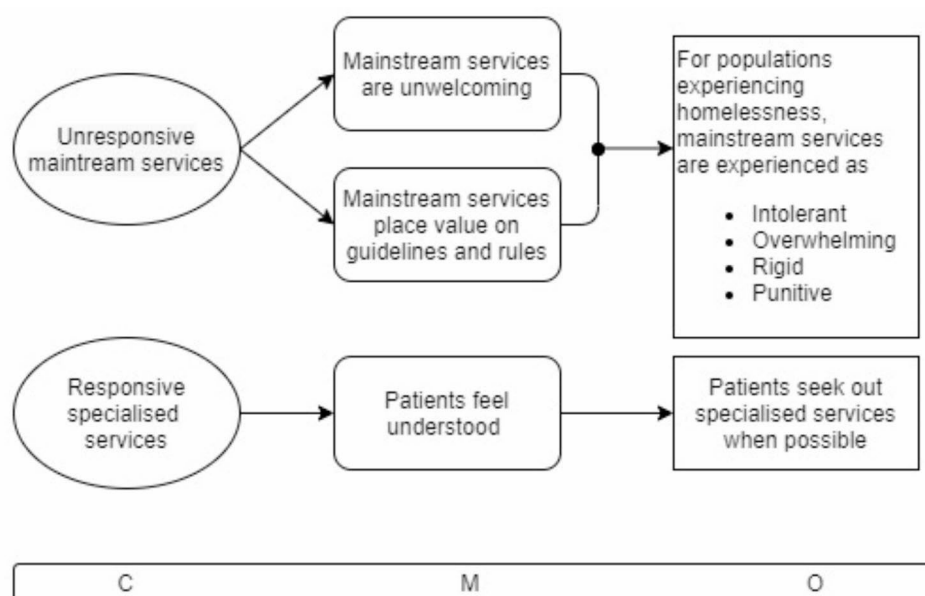 Unresponsive
maintream services
Mainstream services
are unwelcoming
Mainstream services
place value on
guidelines and rules
For populations
experiencing
homelessness,
mainstream services
are experienced as
• Intolerant
• Overwhelming
• Rigid
• Punitive
Responsive
specialised
services
Patients feel
understood
Patients seek out
specialised services
when possible
C M O